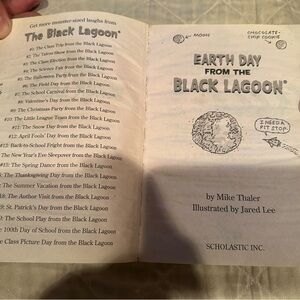 Get more monster-sized laughs from
The Black Lagoon®
#1: The Class Trip from the Black Lagoon
#2: The Talent Show from the Black Lagoon
#3: The Class Election from the Black Lagoon
#4: The Science Fair from the Black Lagoon
#5: The Halloween Party from the Black Lagoon
#6: The Field Day from the Black Lagoon
#7: The School Carnival from the Black Lagoon
#8: Valentine's Day from the Black Lagoon
#9: The Christmas Party from the Black Lagoon
#10: The Little League Team from the Black Lagoon
#11: The Snow Day from the Black Lagoon
#12: April Fools' Day from the Black Lagoon
#13: Back-to-School Fright from the Black Lagoon
The New Year's Eve Sleepover from the Black Lagoon
#15: The Spring Dance from the Black Lagoon
The Thanksgiving Day from the Black Lagoon
Summer Vacation from the Black Lagoon
The Author Visit from the Black Lagoon
St. Patrick's Day from the Black Lagoon
The School Play from the Black Lagoon
100th Day of School from the Black Lagoon
Class Picture Day from the Black Lagoon
MOON
CHOCOLATE-
CHIP COOKIE
EARTH DAY
FROM THE
BLACK LAGOON®
I NEED A
PIT STOP.
by Mike Thaler
Illustrated by Jared Lee
SCHOLASTIC INC.